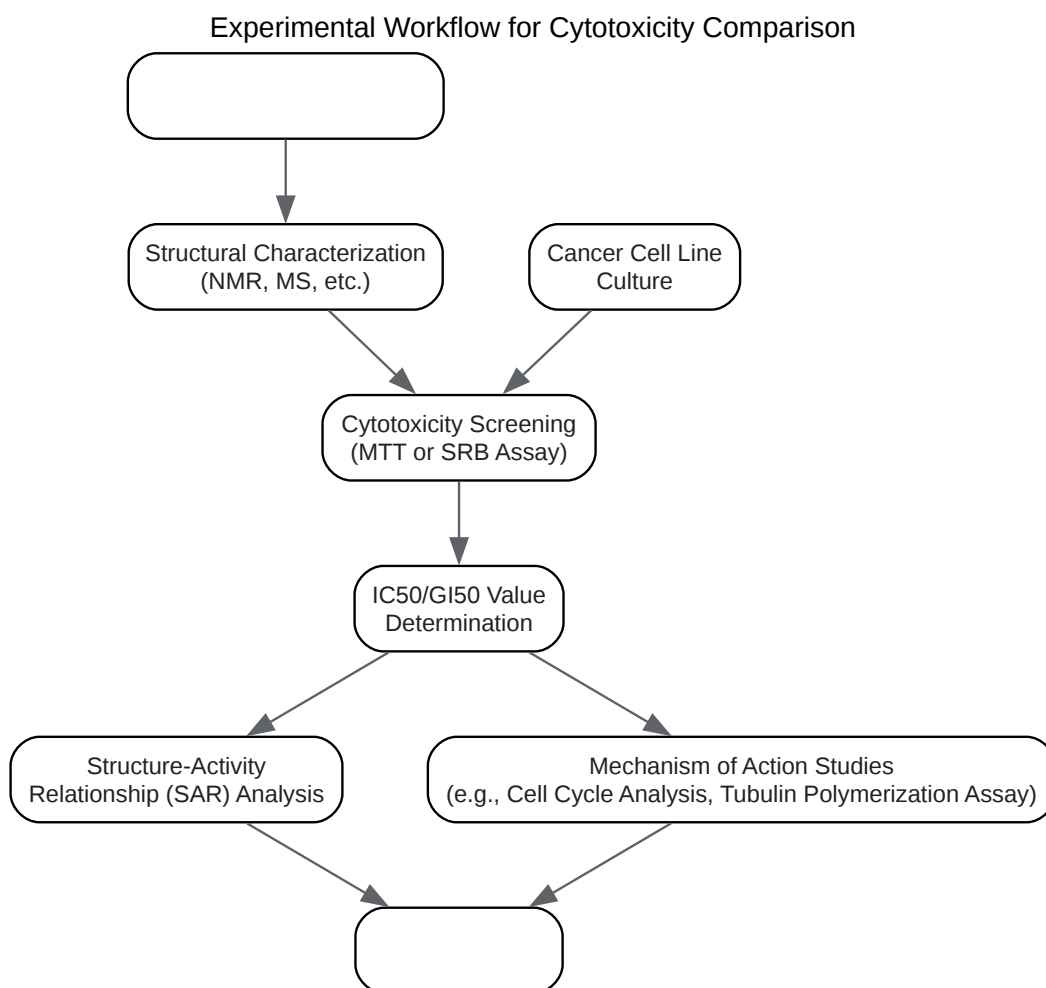 Experimental Workflow for Cytotoxicity Comparison
Structural Characterization
(NMR, MS, etc.)
Cancer Cell Line
Culture
Cytotoxicity Screening
(MTT or SRB Assay)
IC50/GI50 Value
Determination
Structure-Activity
Relationship (SAR) Analysis
Mechanism of Action Studies
(e.g., Cell Cycle Analysis, Tubulin Polymerization Assay)